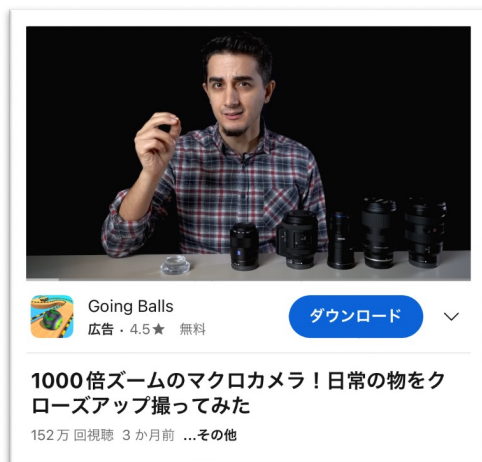 Going Balls
広告・4.5★ 無料
ダウンロード
1000倍ズームのマクロカメラ！日常の物をク
ローズアップ撮ってみた
152万 回視聴 3 か月前 ...その他